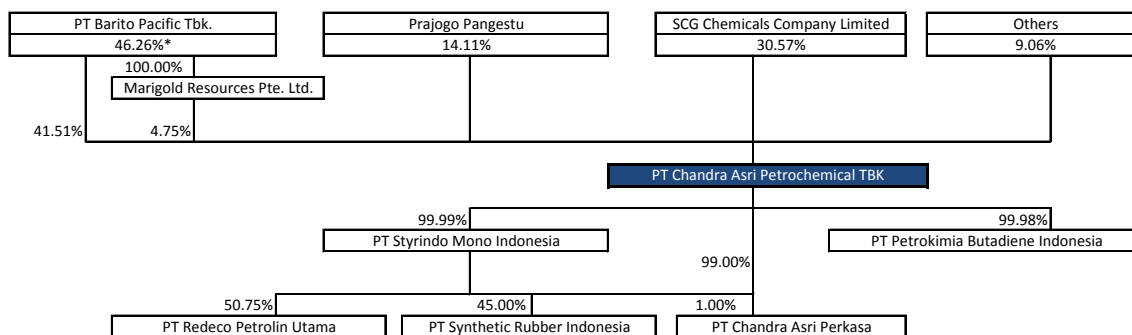 PT Barito Pacific Tbk.
46.26%*
Prajogo Pangestu
14.11%
SCG Chemicals Company Limited
30.57%
Others
9.06%
100.00%
Marigold Resources Pte. Ltd.
41.51%
4.75%
PT Chandra Asri Petrochemical TBK
99.99%
PT Styrindo Mono Indonesia
99.98%
PT Petrokimia Butadiene Indonesia
99.00%
50.75%
PT Redeco Petrolin Utama
45.00%
PT Synthetic Rubber Indonesia
1.00%
PT Chandra Asri Perkasa